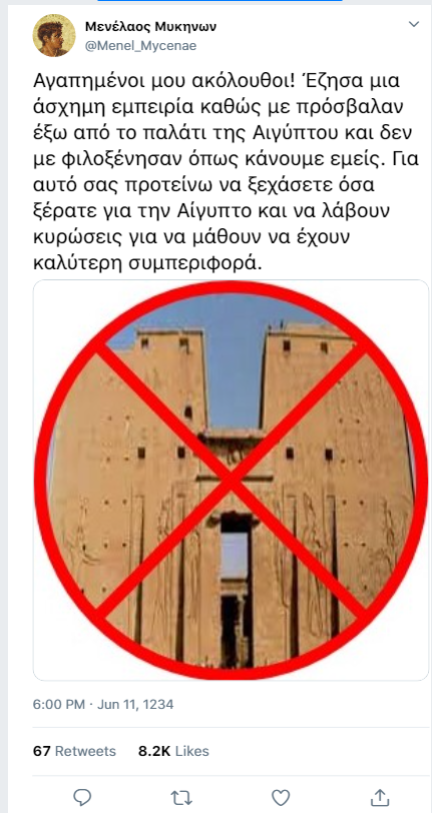 Μενέλαος Μυκηνων
@Menel_Mycenae
Αγαπημένοι μου ακόλουθοι! Έζησα μια
άσχημη εμπειρία καθώς με πρόσβαλαν
έξω από το παλάτι της Αιγύπτου και δεν
με φιλοξένησαν όπως κάνουμε εμείς. Για
αυτό σας προτείνω να ξεχάσετε όσα
ξέρατε για την Αίγυπτο και να λάβουν
κυρώσεις για να μάθουν να έχουν
καλύτερη συμπεριφορά.
6:00 PM · Jun 11, 1234
67 Retweets 8.2K Likes